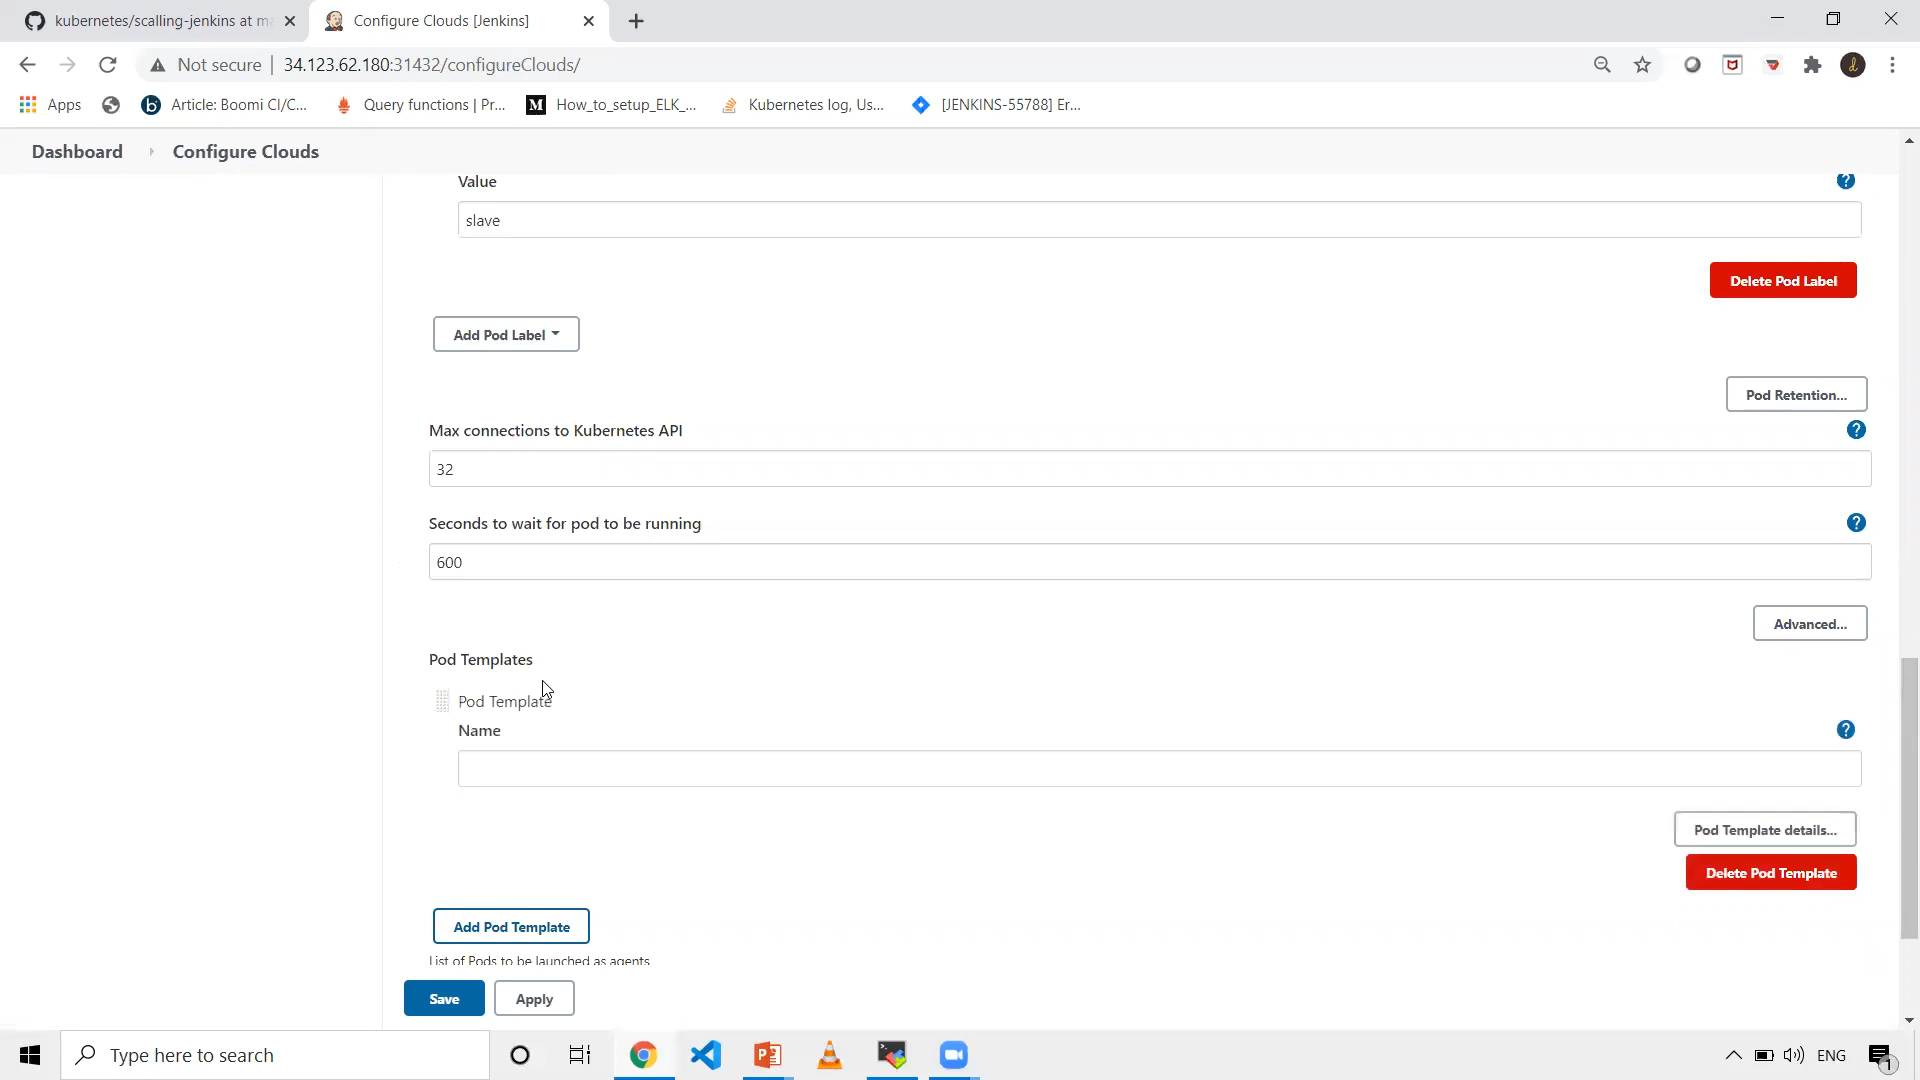 kubernetes/scalling-jenkins at ma
Configure Clouds [Jenkins]
Not secure
34.123.62.180:31432/configureClouds/
Apps
Article: Boomi CI/C...
Query functions | Pr...
How_to_setup_ELK_...
Kubernetes log, Us...
[JENKINS-55788] Er...
Dashboard
Configure Clouds
Value
?
slave
Delete Pod Label
Add Pod Label
Pod Retention...
Max connections to Kubernetes API
?
32
Seconds to wait for pod to be running
?
600
Advanced...
Pod Templates
Pod Template
Name
?
Pod Template details...
Delete Pod Template
Add Pod Template
List of Pods to be launched as agents
Save
Apply
Type here to search
ENG
1